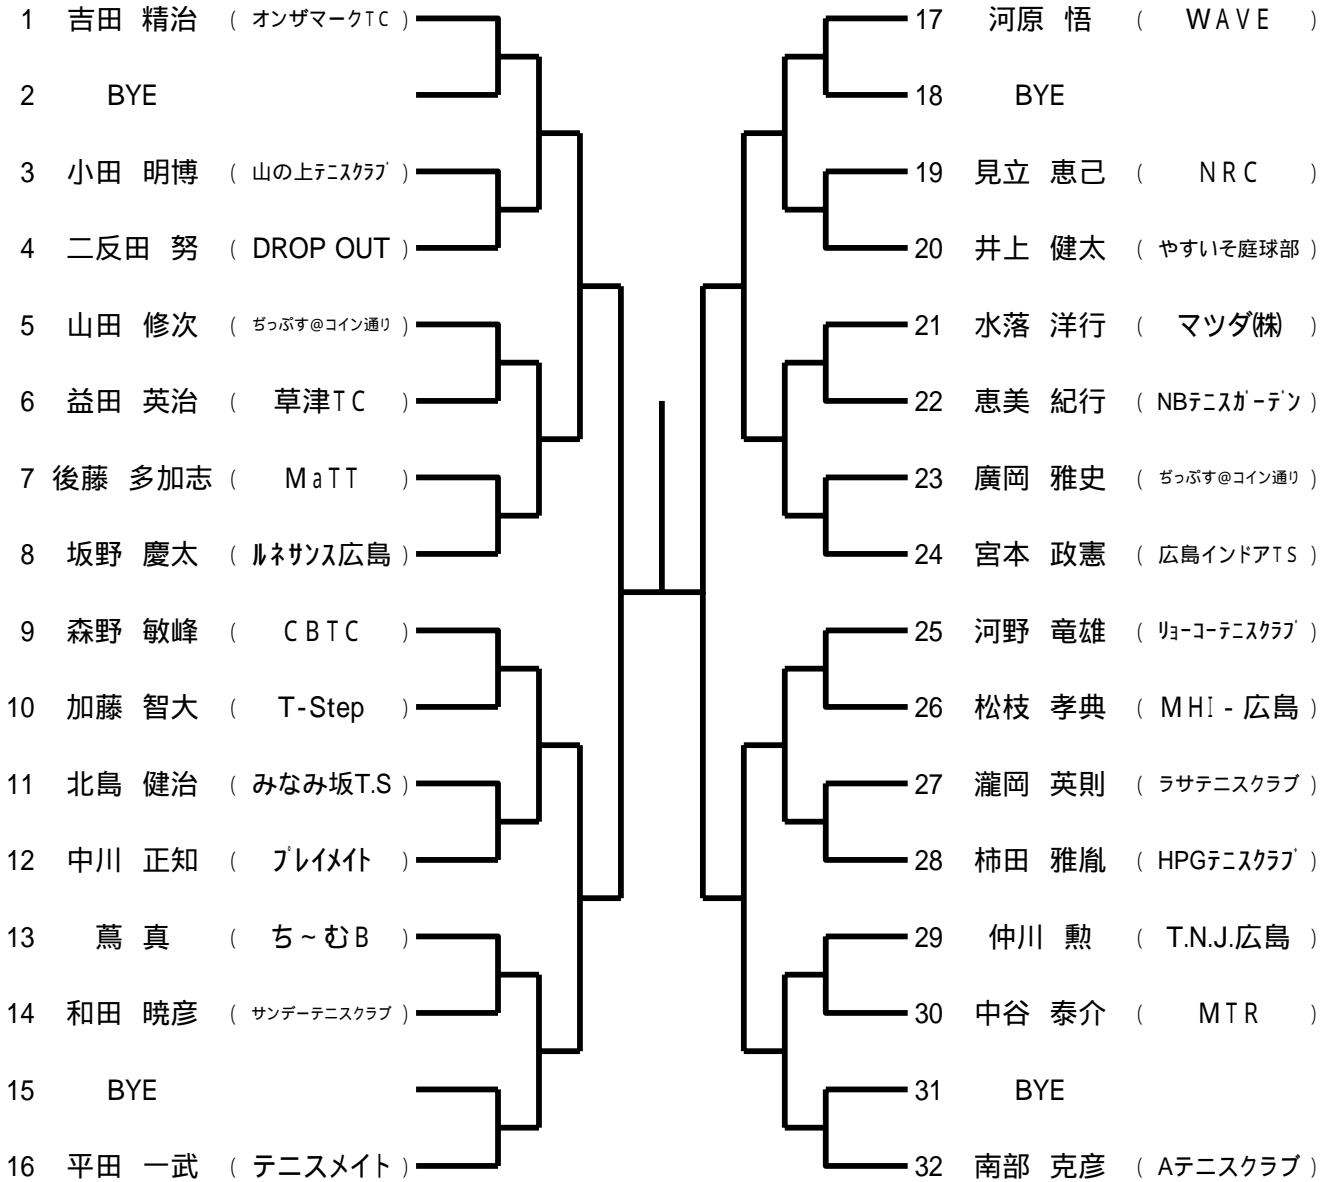 1 吉田 精治 ( オンザマークTC )
2 BYE
3 小田 明博 ( 山の上ﾃﾆｽｸﾗﾌﾞ )
4 二反田 努 ( DROP OUT )
5 山田 修次 ( ぢっぷす@コイン通り )
6 益田 英治 ( 草津TC )
7 後藤 多加志 ( MaTT )
8 坂野 慶太 ( ﾙﾈｻﾝｽ広島 )
9 森野 敏峰 ( CBTC )
10 加藤 智大 ( T-Step )
11 北島 健治 ( みなみ坂T.S )
12 中川 正知 ( ﾌﾟﾚｲﾒｲﾄ )
13 蔦 真 ( ち～むB )
14 和田 暁彦 ( サンデーテニスクラブ )
15 BYE
16 平田 一武 ( テニスメイト )
17 河原 悟 ( WAVE )
18 BYE
19 見立 恵己 ( NRC )
20 井上 健太 ( やすいそ庭球部 )
21 水落 洋行 ( マツダ㈱ )
22 恵美 紀行 ( NBﾃﾆｽｶﾞｰﾃﾞﾝ )
23 廣岡 雅史 ( ぢっぷす@コイン通り )
24 宮本 政憲 ( 広島インドアTS )
25 河野 竜雄 ( ﾘｮｰｺｰﾃﾆｽｸﾗﾌﾞ )
26 松枝 孝典 ( MHI - 広島 )
27 瀧岡 英則 ( ラサテニスクラブ )
28 柿田 雅胤 ( HPGﾃﾆｽｸﾗﾌﾞ )
29 仲川 勲 ( T.N.J.広島 )
30 中谷 泰介 ( MTR )
31 BYE
32 南部 克彦 ( Aテニスクラブ )